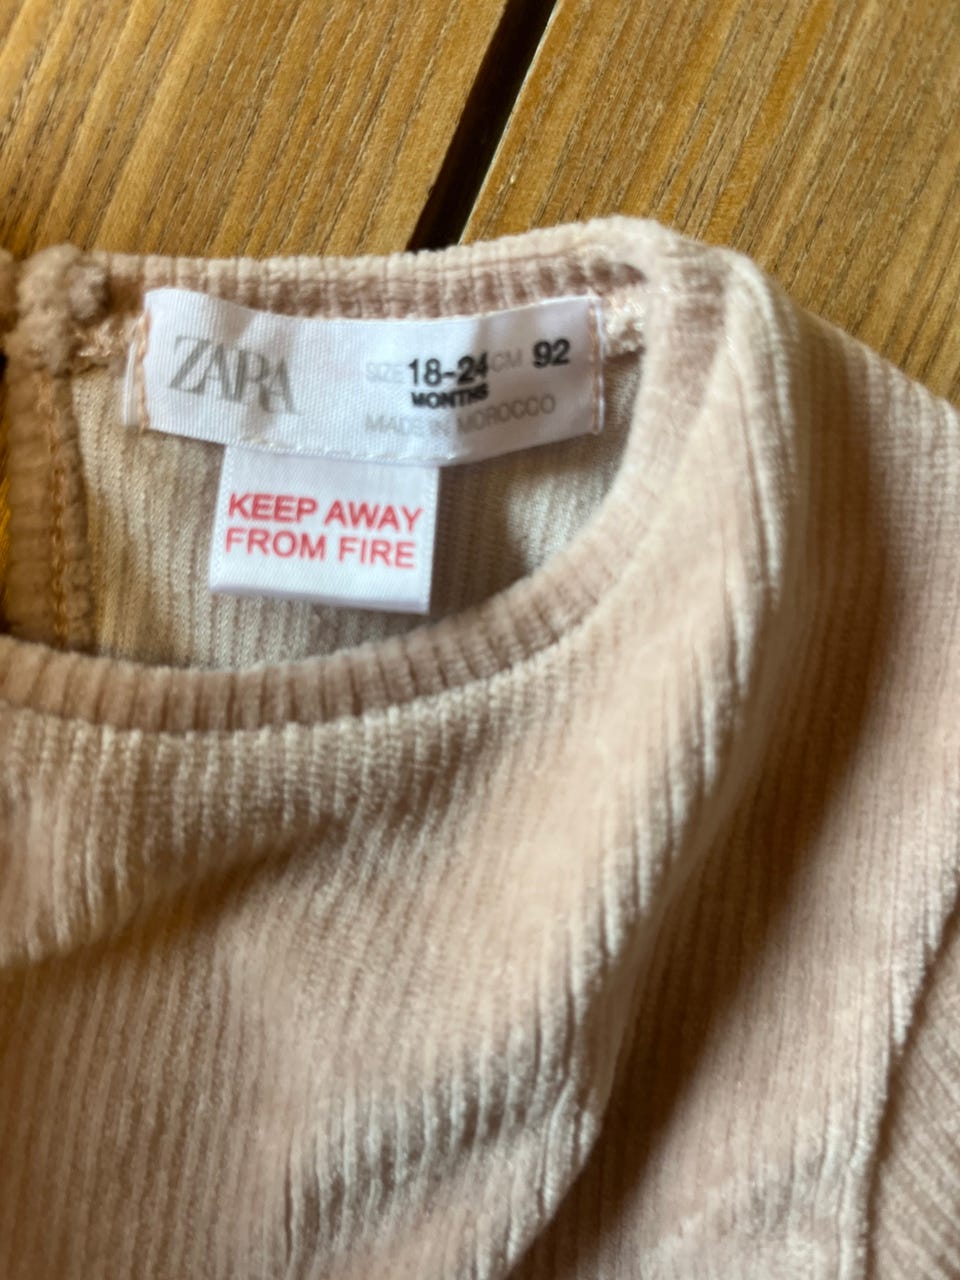 ZARA
SIZE 18-24 CM 92
MONTHS
MADE IN MOROCCO
KEEP AWAY
FROM FIRE